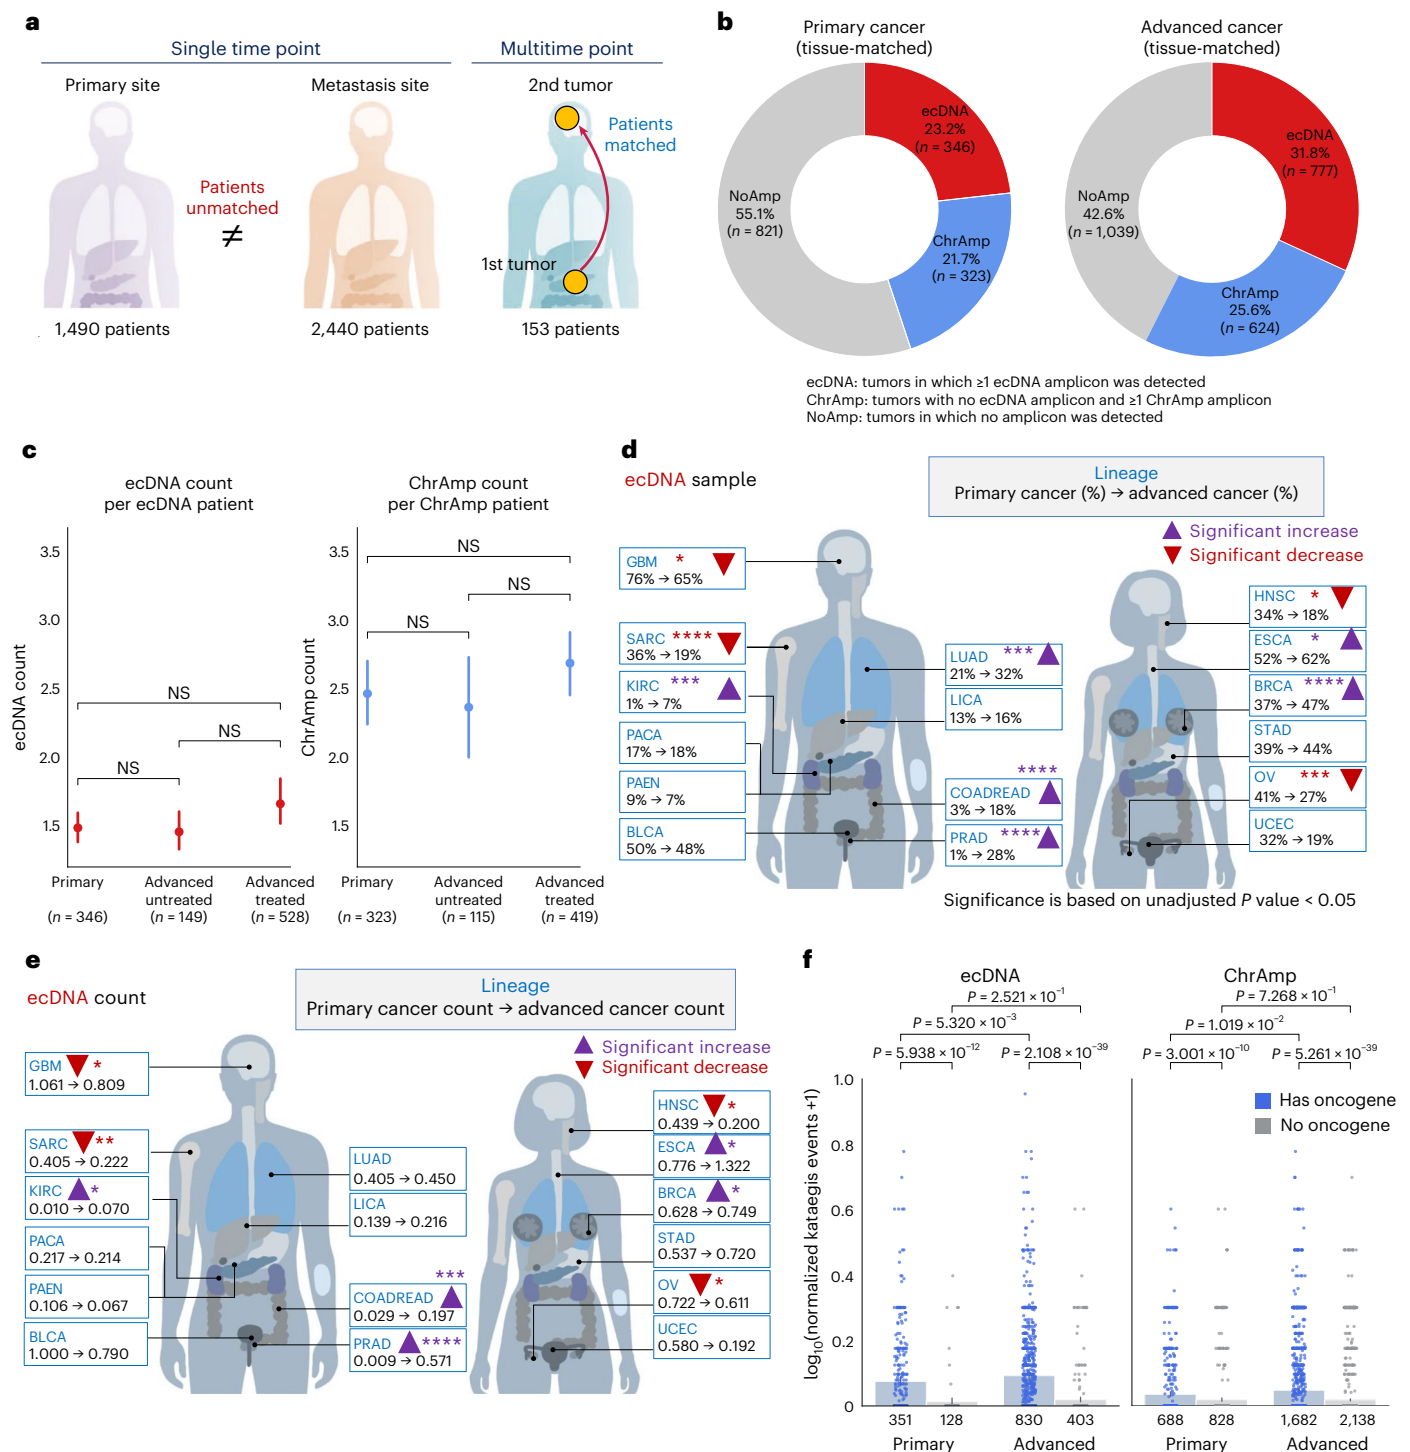 a
Single time point
Multitime point
Primary site
Metastasis site
2nd tumor
Patients
matched
Patients
unmatched
≠
1st tumor
1,490 patients
2,440 patients
153 patients
b
Primary cancer
(tissue-matched)
Advanced cancer
(tissue-matched)
ecDNA
23.2%
(n = 346)
NoAmp
55.1%
(n = 821)
ChrAmp
21.7%
(n = 323)
ecDNA
31.8%
(n = 777)
NoAmp
42.6%
(n = 1,039)
ChrAmp
25.6%
(n = 624)
ecDNA: tumors in which ≥1 ecDNA amplicon was detected
ChrAmp: tumors with no ecDNA amplicon and ≥1 ChrAmp amplicon
NoAmp: tumors in which no amplicon was detected
c
ecDNA count
per ecDNA patient
ecDNA count
3.5
3.0
2.5
2.0
1.5
NS
NS
NS
Primary
(n = 346)
Advanced
untreated
(n = 149)
Advanced
treated
(n = 528)
ChrAmp count
per ChrAmp patient
ChrAmp count
3.5
3.0
2.5
2.0
1.5
NS
NS
NS
Primary
(n = 323)
Advanced
untreated
(n = 115)
Advanced
treated
(n = 419)
d
ecDNA sample
Lineage
Primary cancer (%) → advanced cancer (%)
Significant increase
Significant decrease
GBM *
76% → 65%
SARC ****
36% → 19%
KIRC ***
1% → 7%
PACA
17% → 18%
PAEN
9% → 7%
BLCA
50% → 48%
LUAD ***
21% → 32%
LICA
13% → 16%
****
COADREAD
3% → 18%
PRAD ****
1% → 28%
HNSC *
34% → 18%
ESCA *
52% → 62%
BRCA ****
37% → 47%
STAD
39% → 44%
OV ***
41% → 27%
UCEC
32% → 19%
Significance is based on unadjusted P value < 0.05
e
ecDNA count
Lineage
Primary cancer count → advanced cancer count
Significant increase
Significant decrease
GBM *
1.061 → 0.809
SARC **
0.405 → 0.222
KIRC *
0.010 → 0.070
PACA
0.217 → 0.214
PAEN
0.106 → 0.067
BLCA
1.000 → 0.790
LUAD
0.405 → 0.450
LICA
0.139 → 0.216
***
COADREAD
0.029 → 0.197
PRAD ****
0.009 → 0.571
HNSC *
0.439 → 0.200
ESCA *
0.776 → 1.322
BRCA *
0.628 → 0.749
STAD
0.537 → 0.720
OV *
0.722 → 0.611
UCEC
0.580 → 0.192
f
ecDNA
P = 2.521 × 10⁻¹
P = 5.320 × 10⁻³
P = 5.938 × 10⁻¹²
P = 2.108 × 10⁻³⁹
ChrAmp
P = 7.268 × 10⁻¹
P = 1.019 × 10⁻²
P = 3.001 × 10⁻¹⁰
P = 5.261 × 10⁻³⁹
Has oncogene
No oncogene
log₁₀(normalized kataegis events +1)
1.0
0.8
0.6
0.4
0.2
0
351 128 830 403
Primary Advanced
688 828 1,682 2,138
Primary Advanced